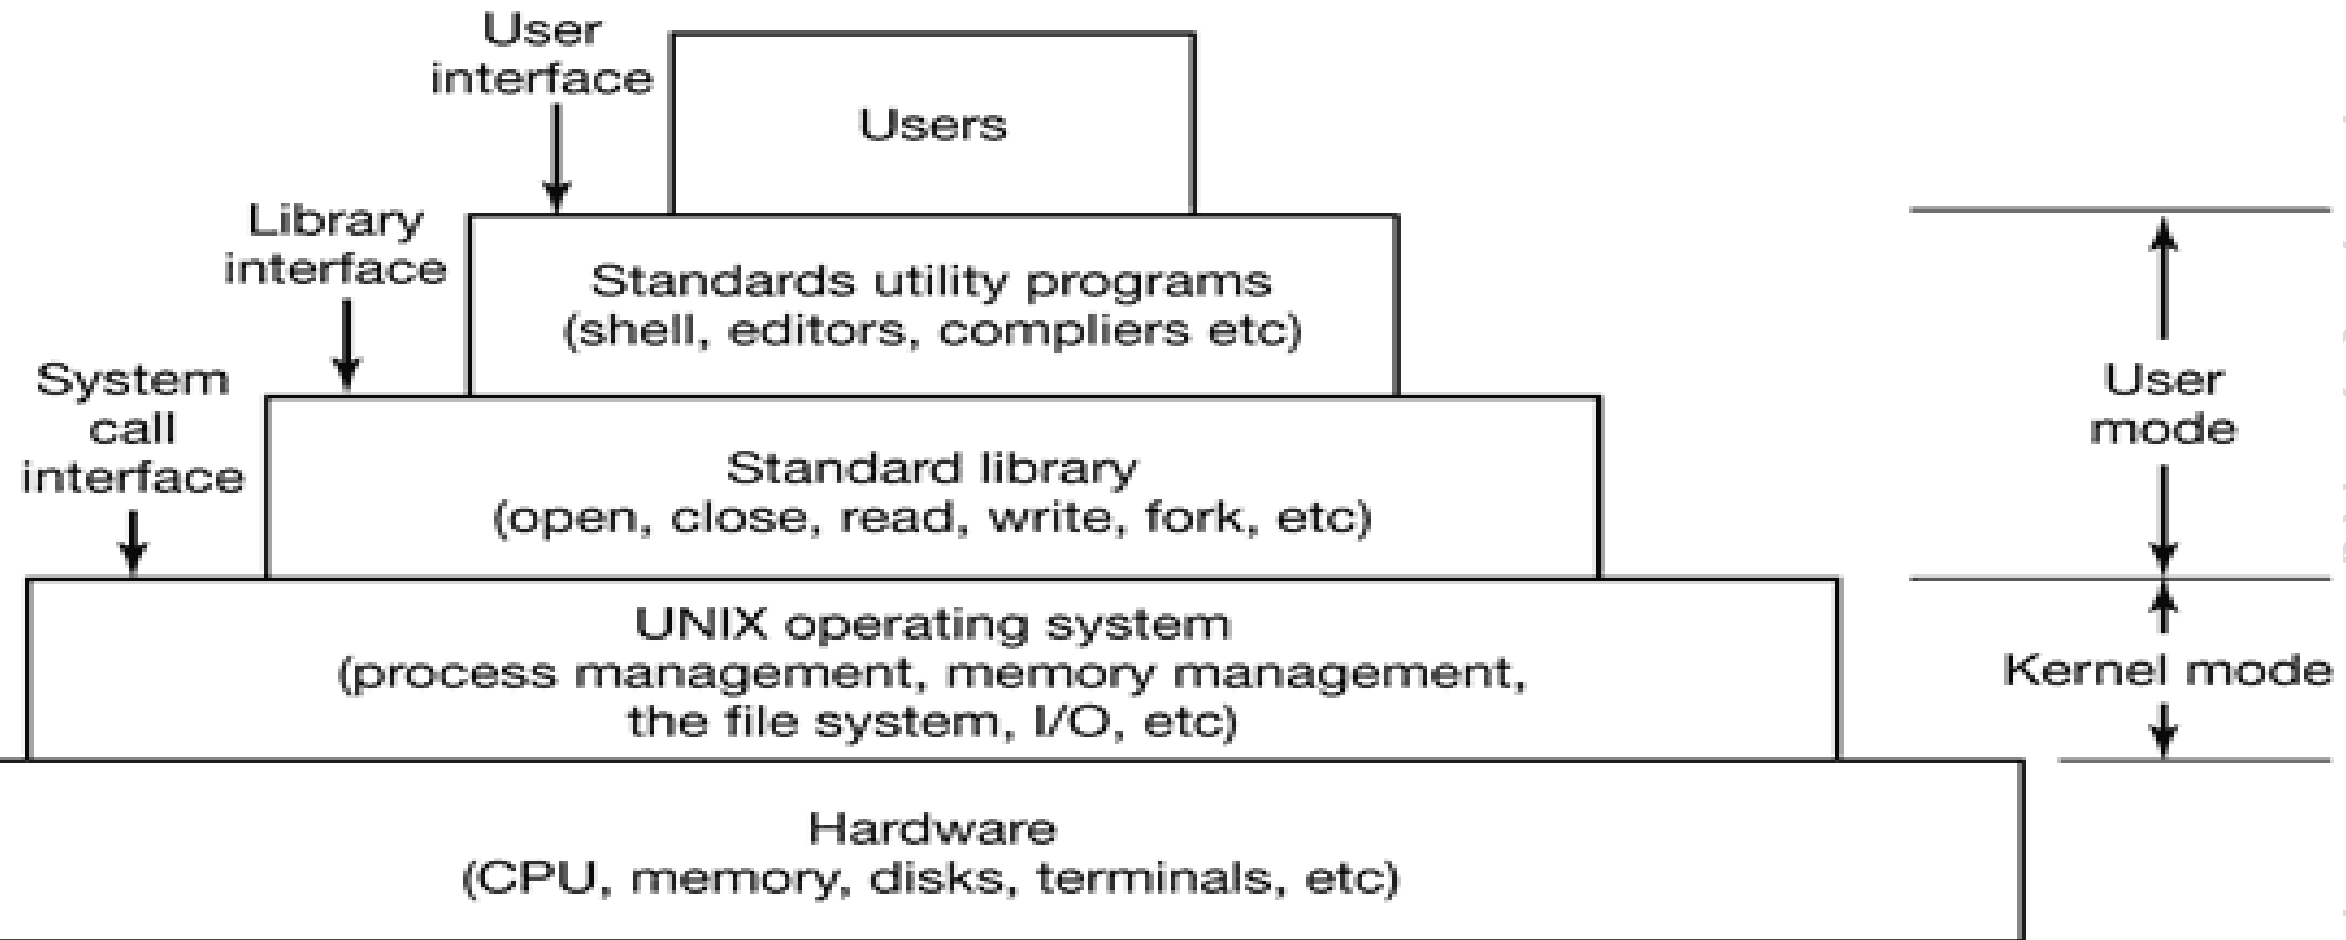 User
interface
Users
Library
interface
Standards utility programs
(shell, editors, compliers etc)
System
call
interface
User
mode
Standard library
(open, close, read, write, fork, etc)
UNIX operating system
(process management, memory management,
the file system, I/O, etc)
Kernel mode
Hardware
(CPU, memory, disks, terminals, etc)